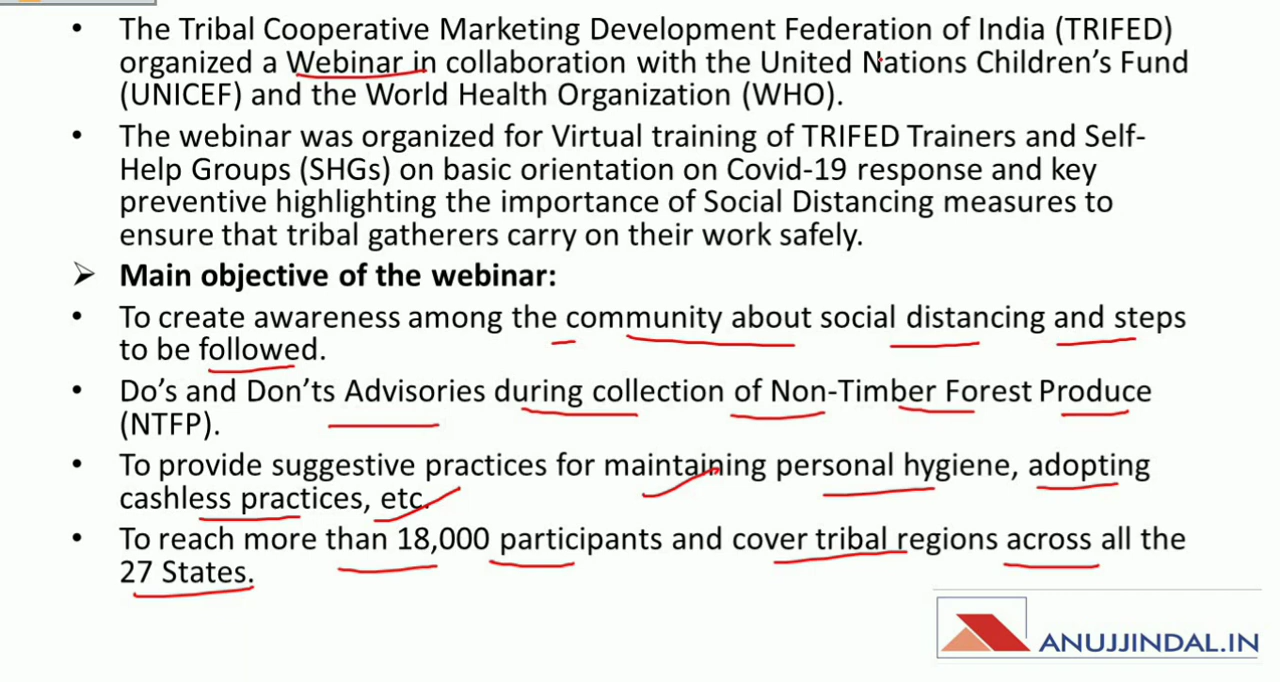 • The Tribal Cooperative Marketing Development Federation of India (TRIFED)
organized a Webinar in collaboration with the United Nations Children's Fund
(UNICEF) and the World Health Organization (WHO).
• The webinar was organized for Virtual training of TRIFED Trainers and Self-
Help Groups (SHGs) on basic orientation on Covid-19 response and key
preventive highlighting the importance of Social Distancing measures to
ensure that tribal gatherers carry on their work safely.
➢ Main objective of the webinar:
• To create awareness among the community about social distancing and steps
to be followed.
• Do's and Don'ts Advisories during collection of Non-Timber Forest Produce
(NTFP).
• To provide suggestive practices for maintaining personal hygiene, adopting
cashless practices, etc.
• To reach more than 18,000 participants and cover tribal regions across all the
27 States.
ANUJJINDAL.IN